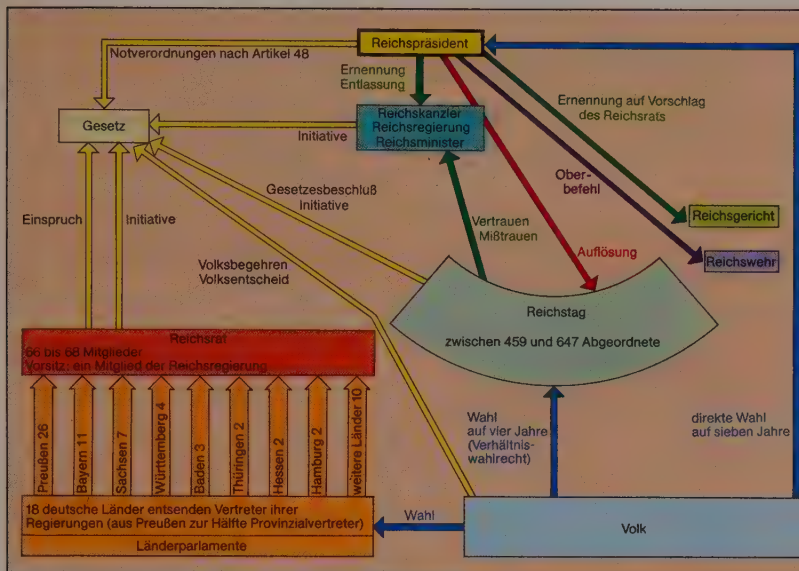 Reichspräsident
Notverordnungen nach Artikel 48
Ernennung
Entlassung
Ernennung auf Vorschlag
des Reichsrats
Gesetz
Reichskanzler
Reichsregierung
Reichsminister
Initiative
Ober-
befehl
Gesetzesbeschluß
Initiative
Einspruch
Initiative
Vertrauen
Mißtrauen
Reichsgericht
Auflösung
Reichswehr
Volksbegehren
Volksentscheid
Reichstag
zwischen 459 und 647 Abgeordnete
Reichsrat
66 bis 68 Mitglieder
Vorsitz: ein Mitglied der Reichsregierung
Preußen 26
Bayern 11
Sachsen 7
Württemberg 4
Baden 3
Thüringen 2
Hessen 2
Hamburg 2
weitere Länder 10
Wahl
auf vier Jahre
(Verhältnis-
wahlrecht)
direkte Wahl
auf sieben Jahre
18 deutsche Länder entsenden Vertreter ihrer
Regierungen (aus Preußen zur Hälfte Provinzialvertreter)
Länderparlamente
Wahl
Volk